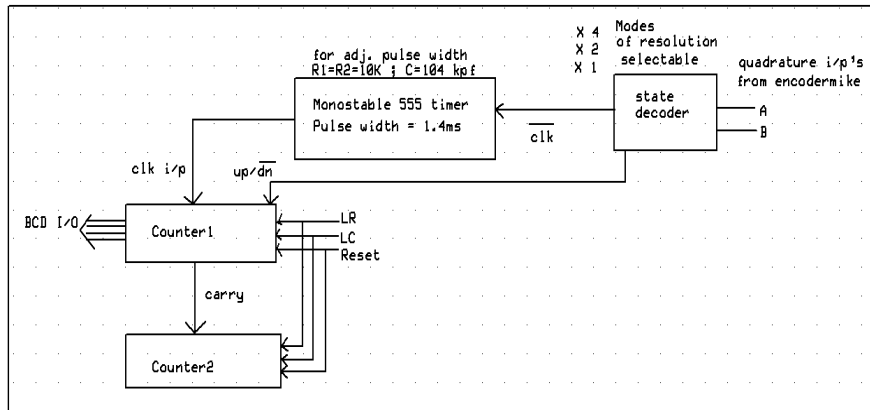 X 4
X 2
X 1
Modes
of resolution
selectable
for adj. pulse width
R1=R2=10K ; C=104 kpf
quadrature i/p's
from encodermike
Monostable 555 timer
Pulse width = 1.4ms
state
decoder
A
B
clk
clk i/p
up/dn
BCD I/O
Counter1
LR
LC
Reset
carry
Counter2